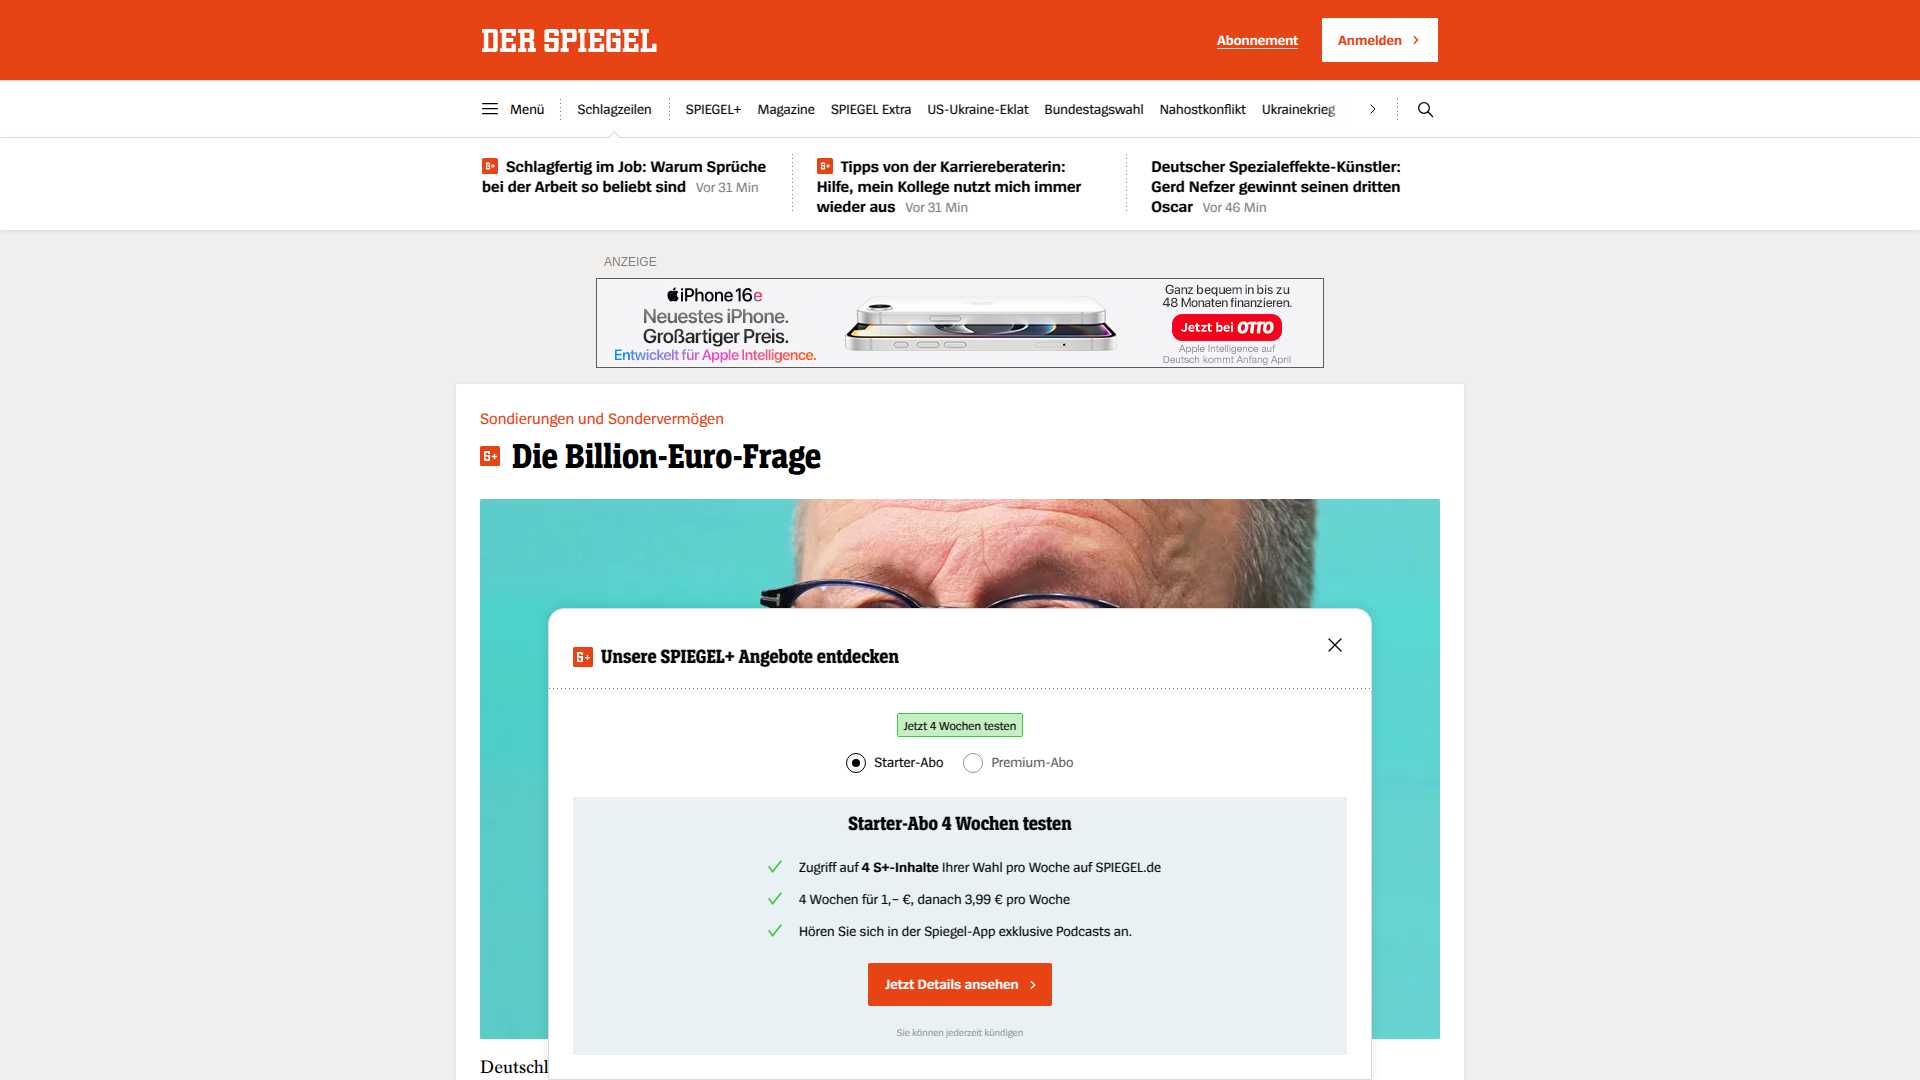 DER SPIEGEL
Abonnement
Anmelden
Menü
Schlagzeilen
SPIEGEL+
Magazine
SPIEGEL Extra
US-Ukraine-Eklat
Bundestagswahl
Nahostkonflikt
Ukrainekrieg
Schlagfertig im Job: Warum Sprüche
bei der Arbeit so beliebt sind Vor 31 Min
Tipps von der Karriereberaterin:
Hilfe, mein Kollege nutzt mich immer
wieder aus Vor 31 Min
Deutscher Spezialeffekte-Künstler:
Gerd Nefzer gewinnt seinen dritten
Oscar Vor 46 Min
ANZEIGE
iPhone 16e
Neuestes iPhone.
Großartiger Preis.
Entwickelt für Apple Intelligence.
Ganz bequem in bis zu
48 Monaten finanzieren.
Jetzt bei OTTO
Apple Intelligence auf
Deutsch kommt Anfang April
Sondierungen und Sondervermögen
Die Billion-Euro-Frage
Unsere SPIEGEL+ Angebote entdecken
Jetzt 4 Wochen testen
Starter-Abo
Premium-Abo
Starter-Abo 4 Wochen testen
Zugriff auf 4 S+-Inhalte Ihrer Wahl pro Woche auf SPIEGEL.de
4 Wochen für 1,– €, danach 3,99 € pro Woche
Hören Sie sich in der Spiegel-App exklusive Podcasts an.
Jetzt Details ansehen
Sie können jederzeit kündigen
Deutschl